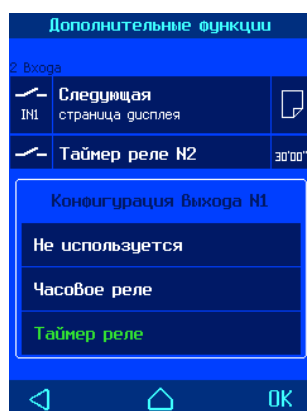 Дополнительные функции
2 Входа
Следующая
IN1 страница дисплея
Таймер реле N2 30'00"
Конфигурация Выхода N1
Не используется
Часовое реле
Таймер реле
OK